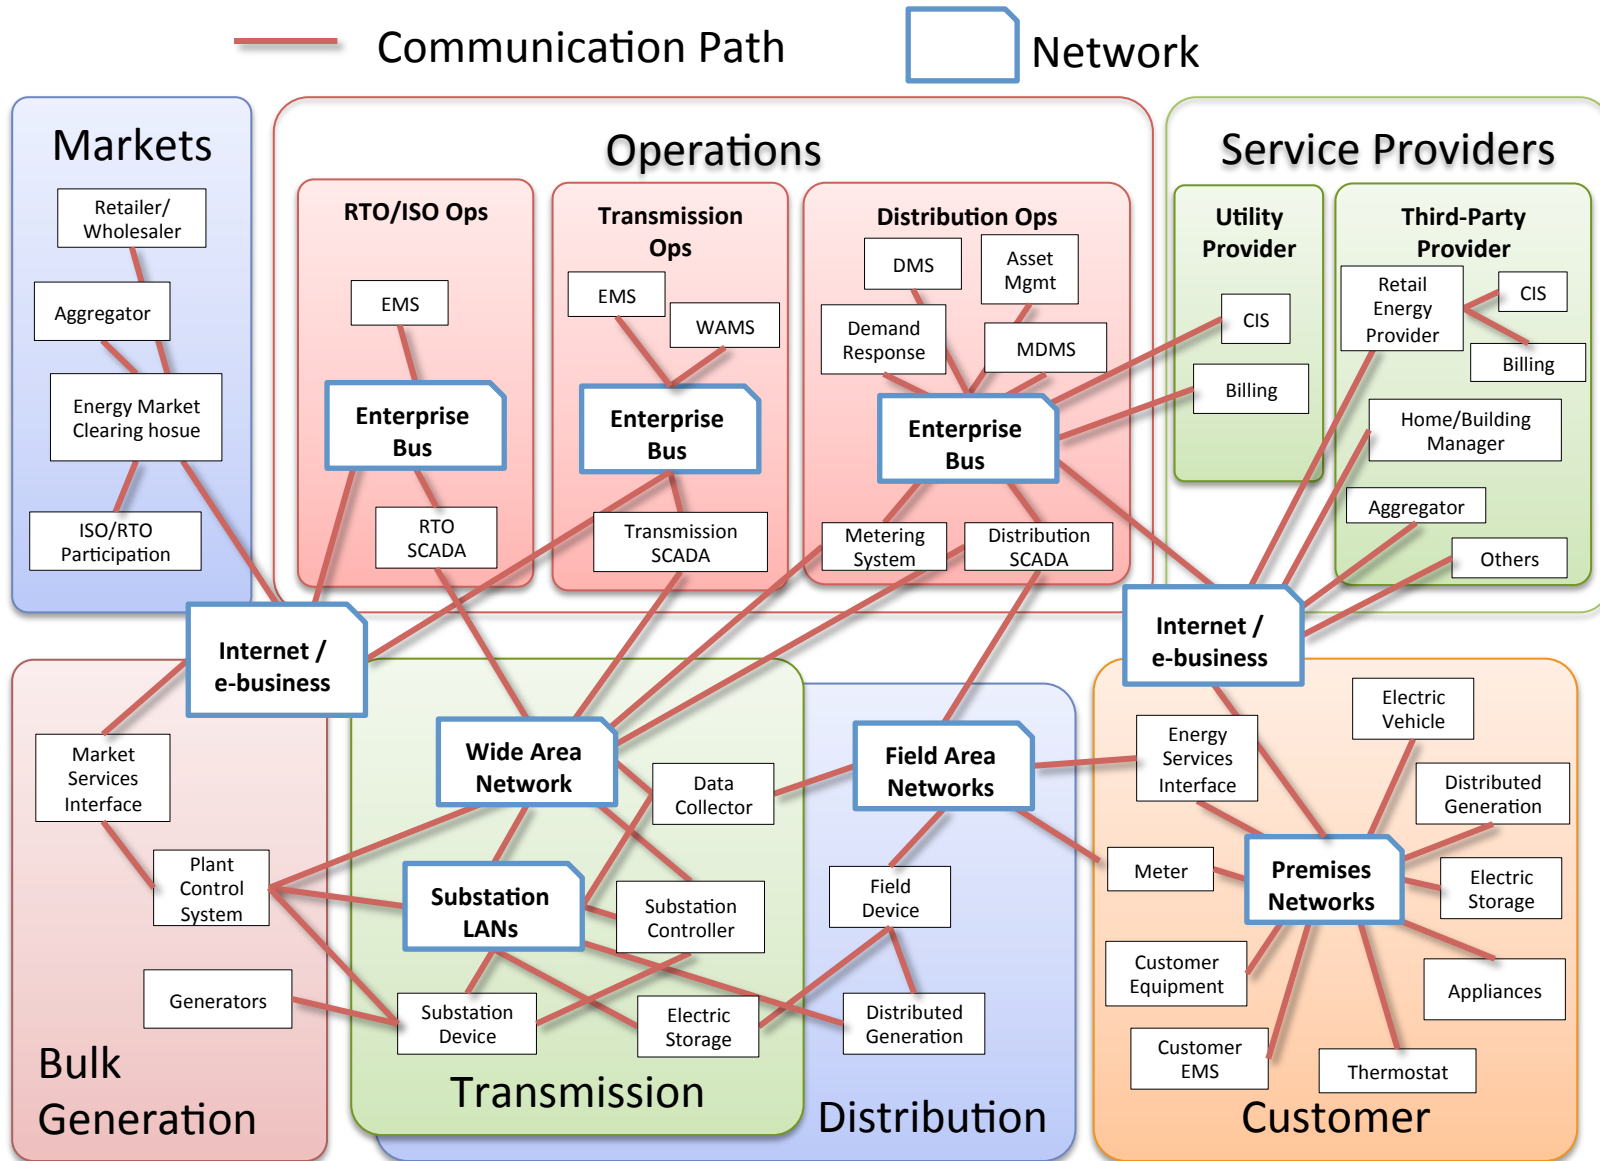 Communication Path
Network
Markets
Retailer/
Wholesaler
Aggregator
Energy Market
Clearing hosue
ISO/RTO
Participation
Operations
RTO/ISO Ops
EMS
Enterprise
Bus
RTO
SCADA
Transmission
Ops
EMS
WAMS
Enterprise
Bus
Transmission
SCADA
Distribution Ops
DMS
Asset
Mgmt
Demand
Response
MDMS
Enterprise
Bus
Metering
System
Distribution
SCADA
Service Providers
Utility
Provider
CIS
Billing
Third-Party
Provider
Retail
Energy
Provider
CIS
Billing
Home/Building
Manager
Aggregator
Others
Internet /
e-business
Internet /
e-business
Market
Services
Interface
Plant
Control
System
Generators
Bulk
Generation
Wide Area
Network
Data
Collector
Substation
LANs
Substation
Controller
Substation
Device
Electric
Storage
Transmission
Field Area
Networks
Field
Device
Distributed
Generation
Distribution
Energy
Services
Interface
Electric
Vehicle
Distributed
Generation
Meter
Premises
Networks
Electric
Storage
Customer
Equipment
Appliances
Customer
EMS
Thermostat
Customer